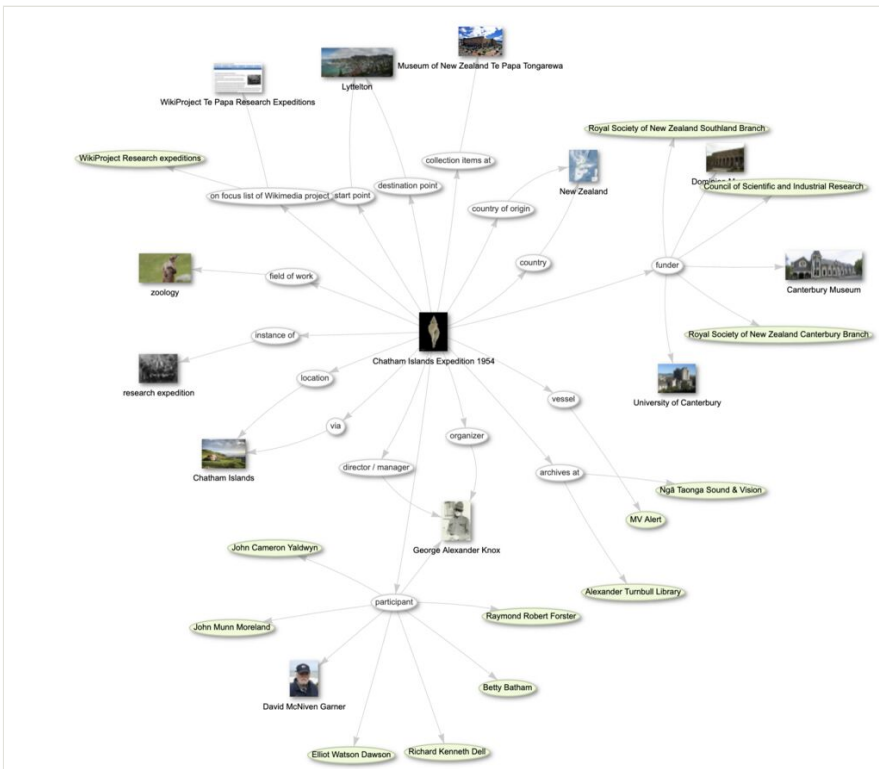 Museum of New Zealand Te Papa Tongarewa
Lyttelton
WikiProject Te Papa Research Expeditions
Royal Society of New Zealand Southland Branch
WikiProject Research expeditions
collection items at
Council of Scientific and Industrial Research
destination point
New Zealand
on focus list of Wikimedia project
start point
country of origin
country
funder
field of work
zoology
Canterbury Museum
instance of
Royal Society of New Zealand Canterbury Branch
Chatham Islands Expedition 1954
location
research expedition
vessel
University of Canterbury
via
organizer
director / manager
archives at
Chatham Islands
Ngā Taonga Sound & Vision
MV Alert
John Cameron Yaldwyn
George Alexander Knox
Alexander Turnbull Library
participant
Raymond Robert Forster
John Munn Moreland
Betty Batham
David McNiven Garner
Elliot Watson Dawson
Richard Kenneth Dell